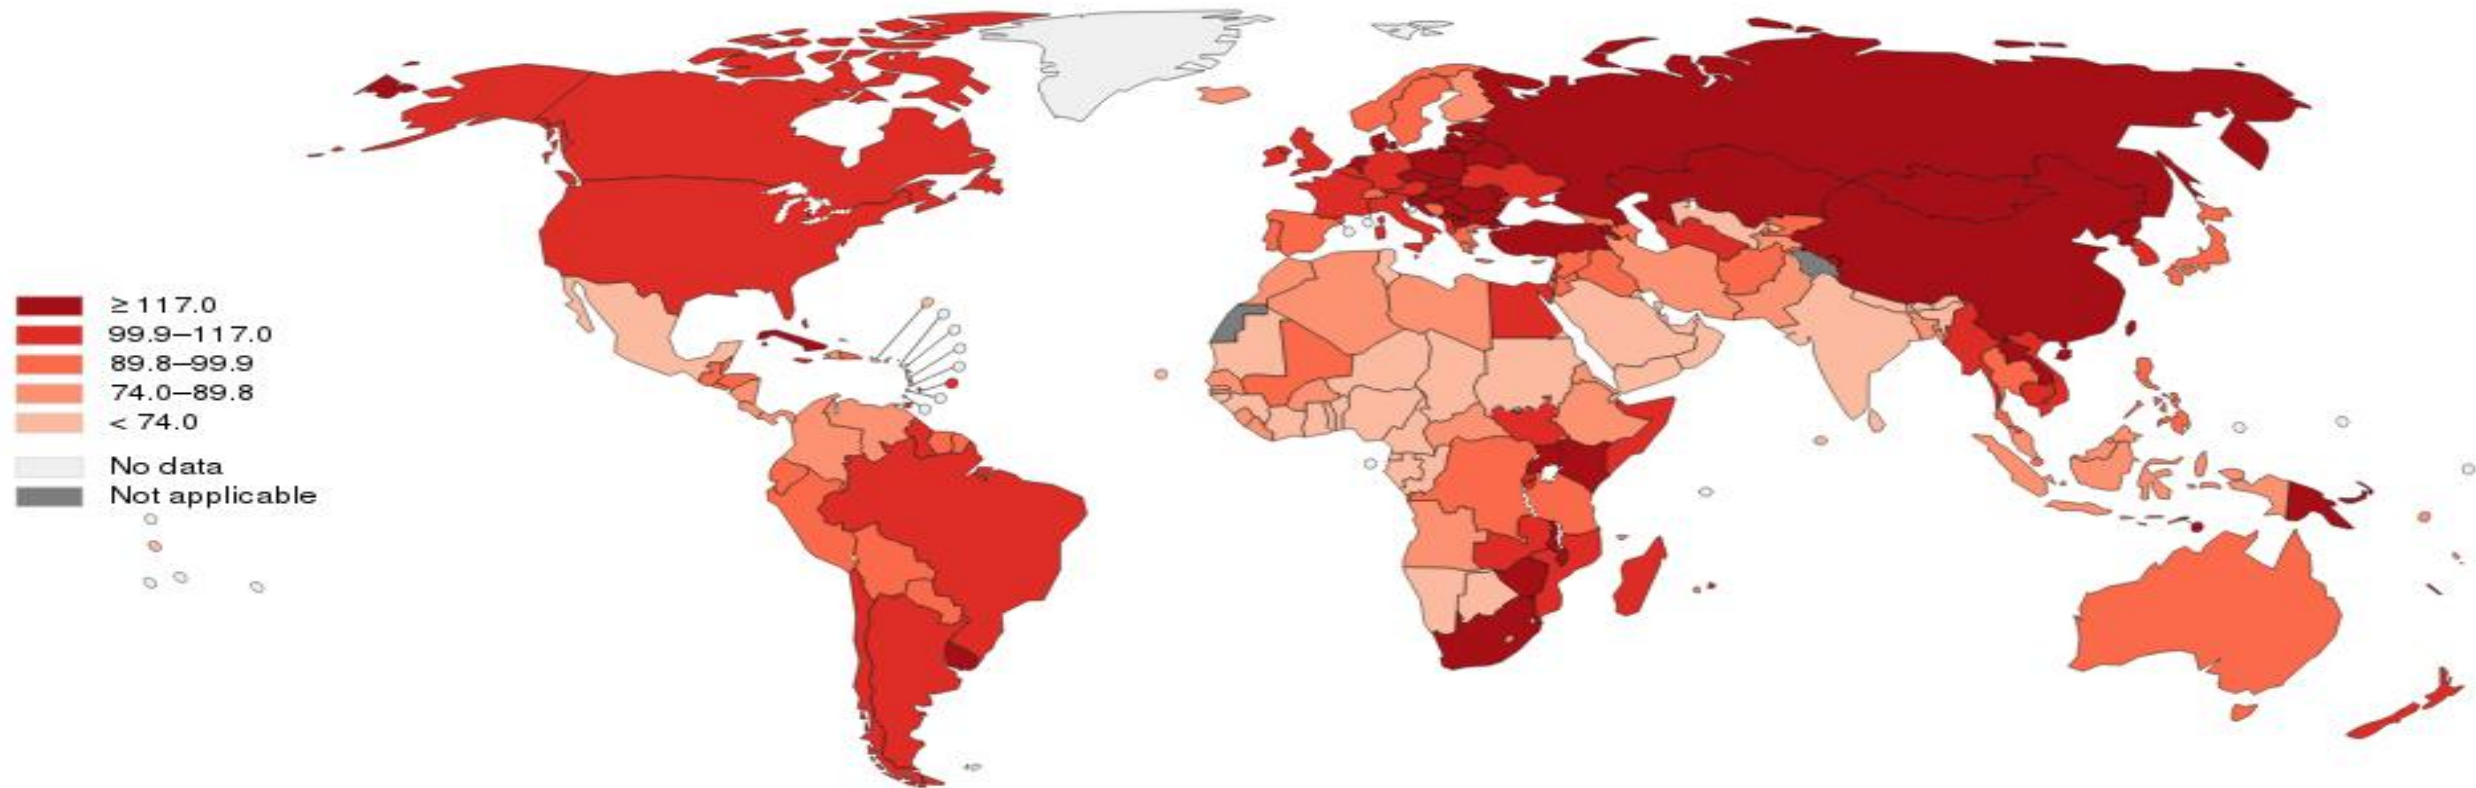 ≥ 117.0
99.9–117.0
89.8–99.9
74.0–89.8
< 74.0
No data
Not applicable